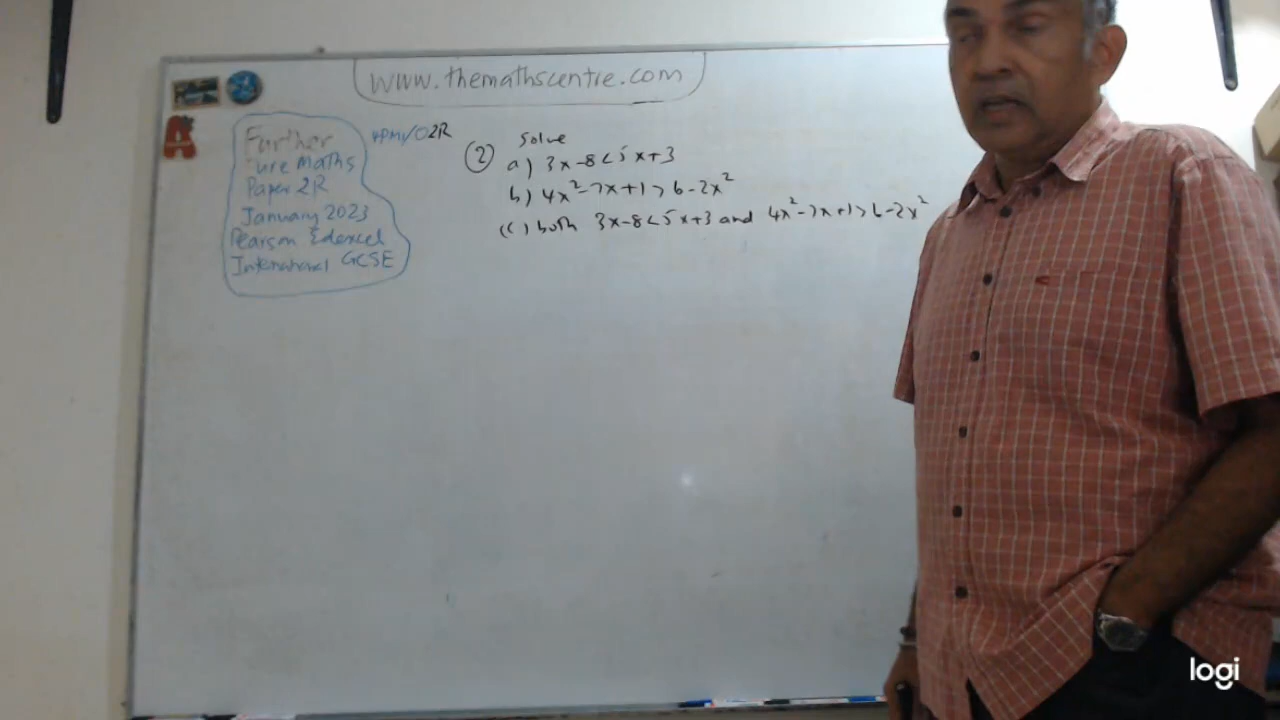 www.themathscentre.com
Further
Pure Maths
Paper 2R
January 2023
Pearson Edexcel
International GCSE
4PM1/02R
② Solve
a) 3x-8<5x+3
b) 4x²-7x+1>6-2x²
(c) both 3x-8<5x+3 and 4x²-7x+1>6-2x²
logi